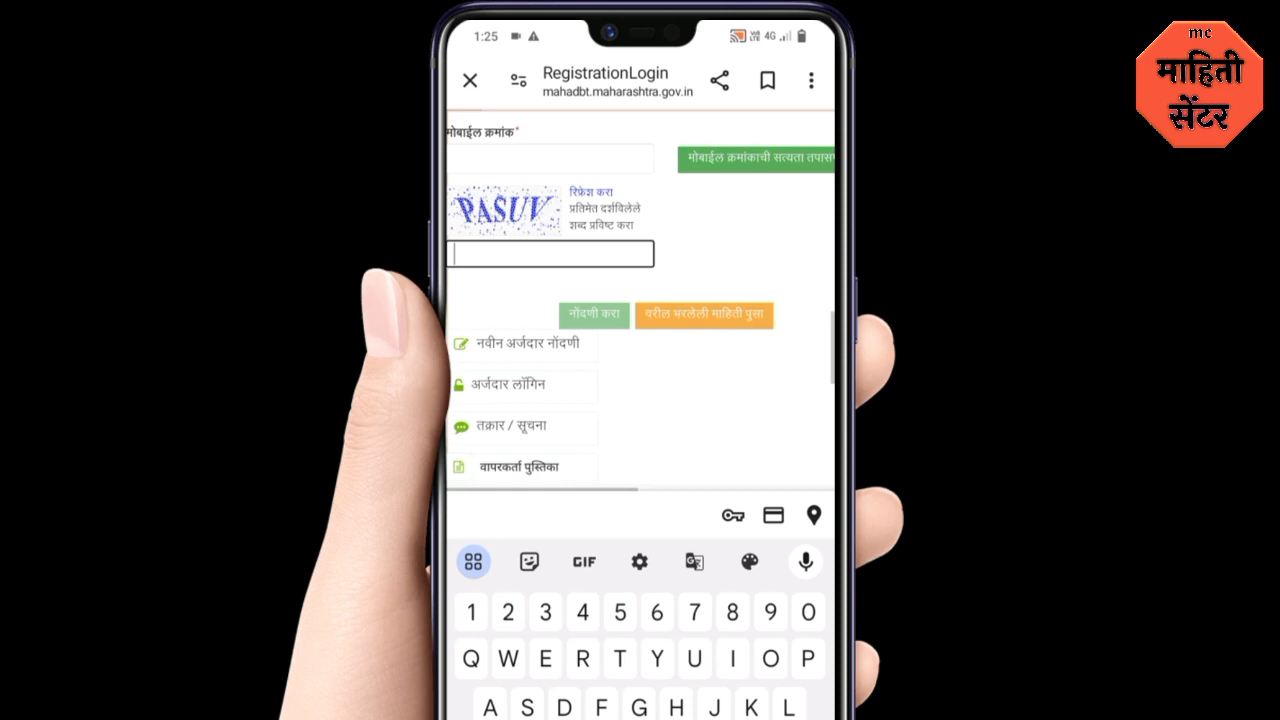 mc
माहिती
सेंटर
1:25
4G
RegistrationLogin
mahadbt.maharashtra.gov.in
मोबाईल क्रमांक*
मोबाईल क्रमांकाची सत्यता
PASUV
रिफ्रेश करा
प्रतिमेत दर्शविलेले
शब्द प्रविष्ट करा
नोंदणी करा
वरील भरलेली माहिती पुसा
नवीन अर्जदार नोंदणी
अर्जदार लॉगिन
तक्रार / सूचना
वापरकर्ता पुस्तिका
GIF
1 2 3 4 5 6 7 8 9 0
Q W E R T Y U I O P
A S D F G H J K L